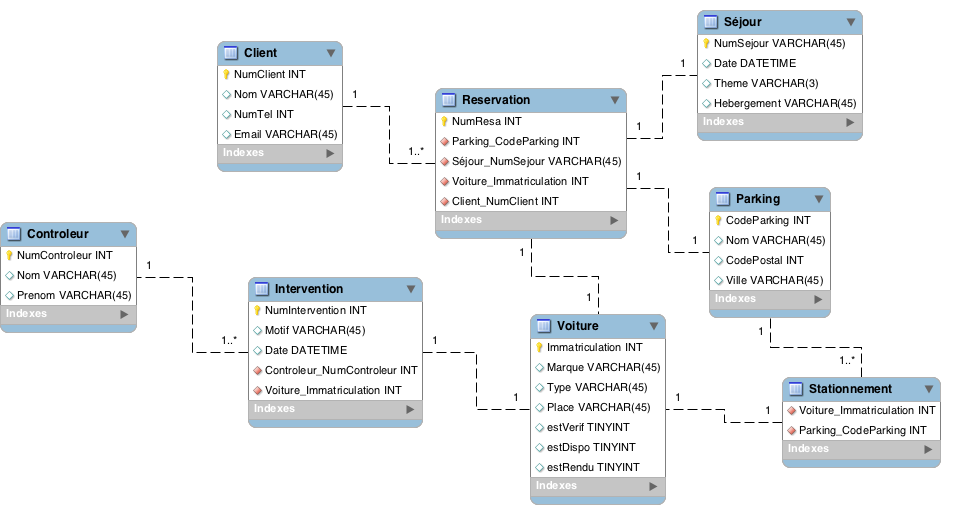 Séjour
NumSejour VARCHAR(45)
Date DATETIME
Theme VARCHAR(3)
Hebergement VARCHAR(45)
Indexes
Client
NumClient INT
Nom VARCHAR(45)
NumTel INT
Email VARCHAR(45)
Indexes
1
1..*
Reservation
NumResa INT
Parking_CodeParking INT
Séjour_NumSejour VARCHAR(45)
Voiture_Immatriculation INT
Client_NumClient INT
Indexes
1
1
1
1
Parking
CodeParking INT
Nom VARCHAR(45)
CodePostal INT
Ville VARCHAR(45)
Indexes
Controleur
NumControleur INT
Nom VARCHAR(45)
Prenom VARCHAR(45)
Indexes
1
1..*
Intervention
NumIntervention INT
Motif VARCHAR(45)
Date DATETIME
Controleur_NumControleur INT
Voiture_Immatriculation INT
Indexes
1
1
1
1
Voiture
Immatriculation INT
Marque VARCHAR(45)
Type VARCHAR(45)
Place VARCHAR(45)
estVerif TINYINT
estDispo TINYINT
estRendu TINYINT
Indexes
1
1
1
1..*
Stationnement
Voiture_Immatriculation INT
Parking_CodeParking INT
Indexes